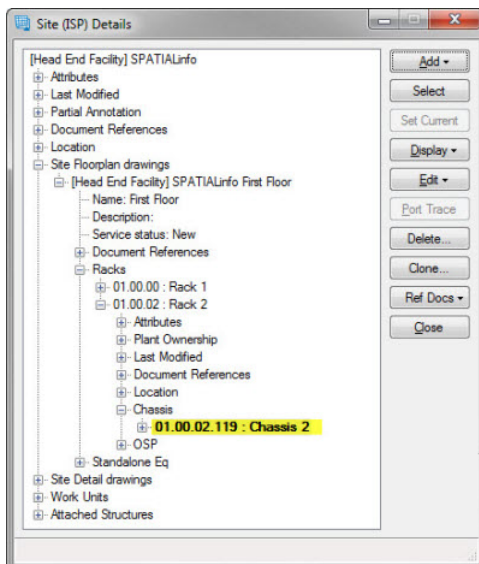 Site (ISP) Details
[Head End Facility] SPATIALinfo
Attributes
Last Modified
Partial Annotation
Document References
Location
Site Floorplan drawings
[Head End Facility] SPATIALinfo First Floor
Name: First Floor
Description:
Service status: New
Document References
Racks
01.00.00 : Rack 1
01.00.02 : Rack 2
Attributes
Plant Ownership
Last Modified
Document References
Location
Chassis
01.00.02.119 : Chassis 2
OSP
Standalone Eq
Site Detail drawings
Work Units
Attached Structures
Add
Select
Set Current
Display
Edit
Port Trace
Delete...
Clone...
Ref Docs
Close